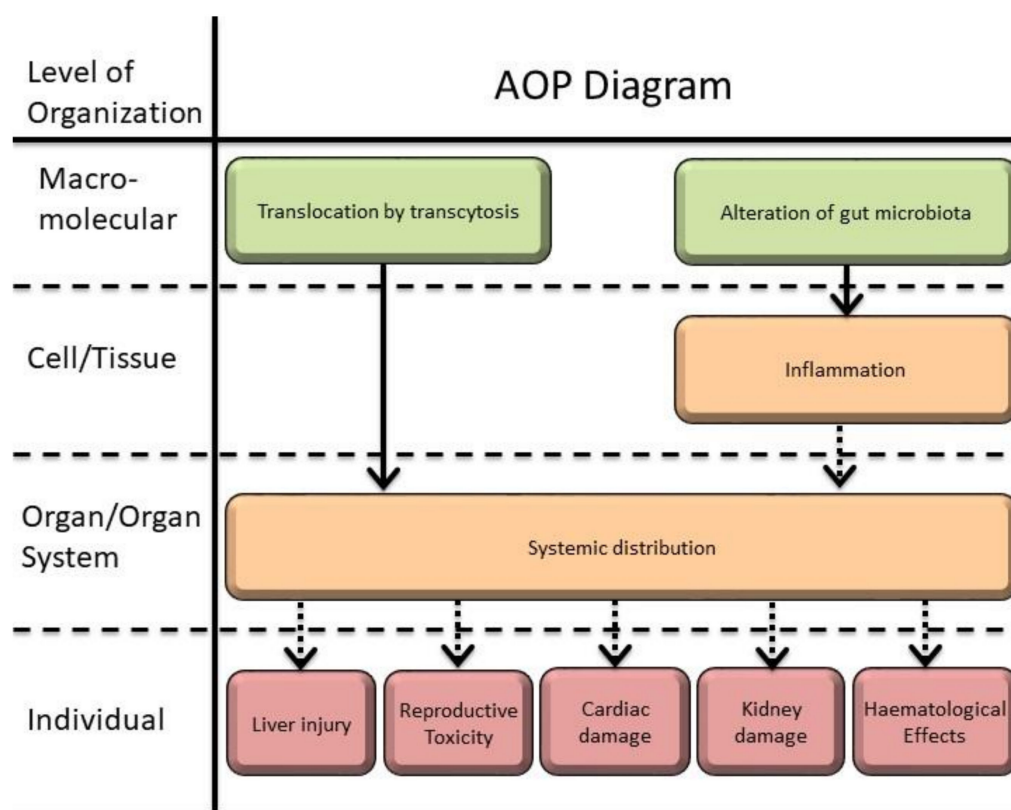 Level of
Organization
AOP Diagram
Macro-
molecular
Translocation by transcytosis
Alteration of gut microbiota
Cell/Tissue
Inflammation
Organ/Organ
System
Systemic distribution
Individual
Liver injury
Reproductive
Toxicity
Cardiac
damage
Kidney
damage
Haematological
Effects